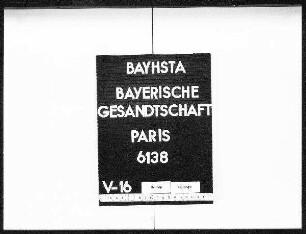 BAYHSTA
BAYERISCHE
GESANDTSCHAFT
PARIS
6138
V-16